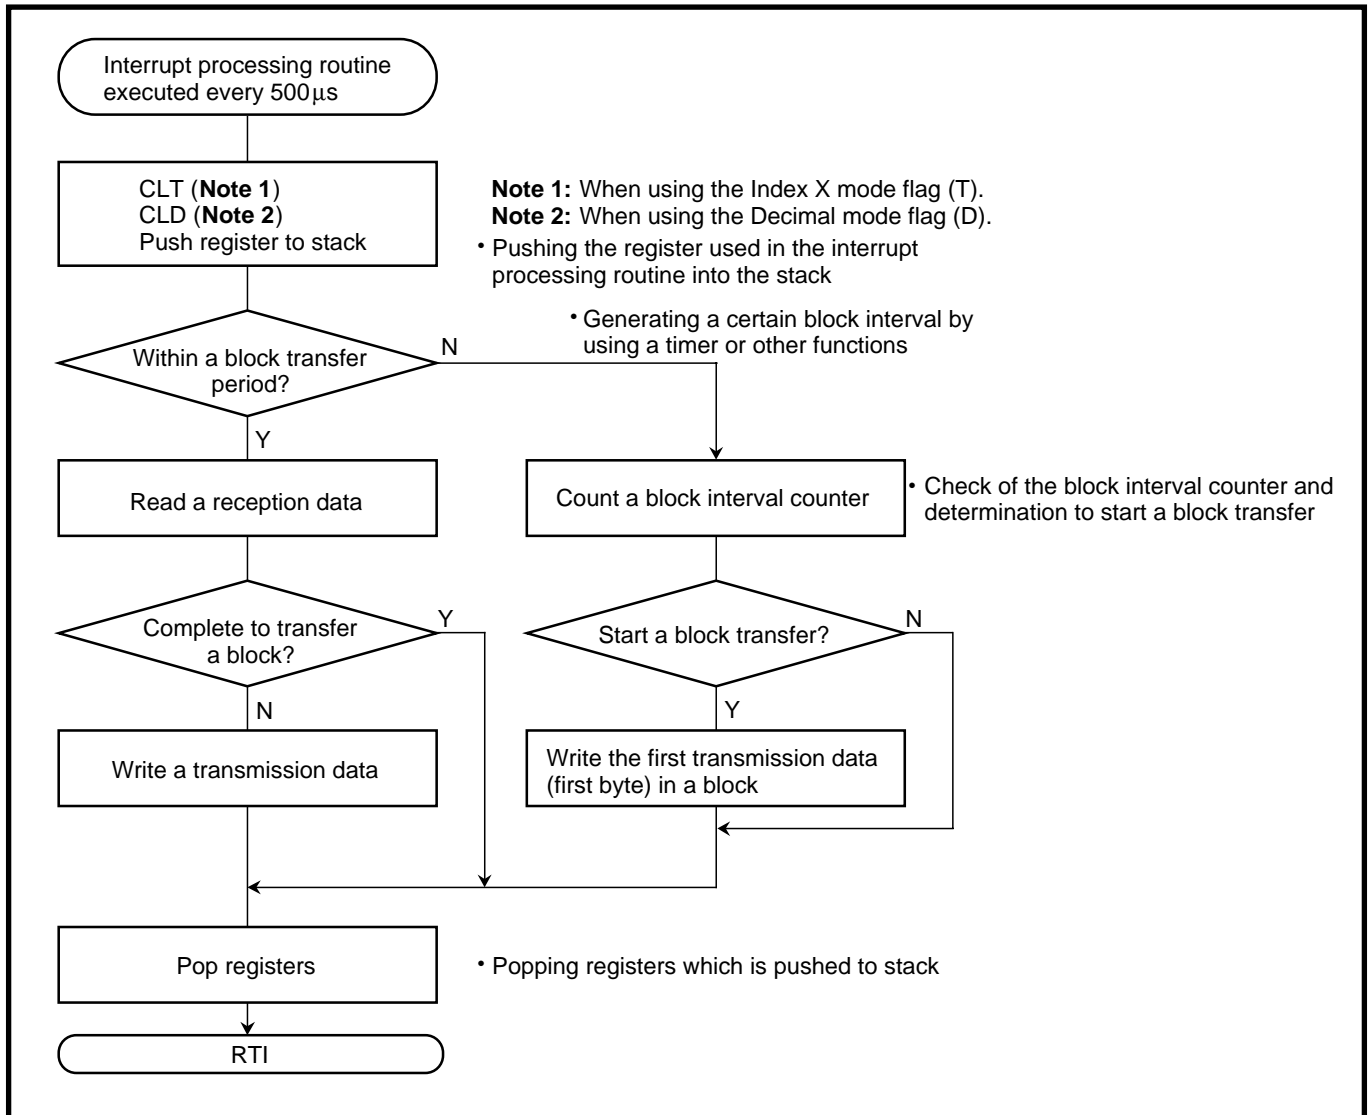 Interrupt processing routine
executed every 500µs
CLT (Note 1)
CLD (Note 2)
Push register to stack
Note 1: When using the Index X mode flag (T).
Note 2: When using the Decimal mode flag (D).
• Pushing the register used in the interrupt
processing routine into the stack
• Generating a certain block interval by
using a timer or other functions
Within a block transfer
period?
N
Y
Read a reception data
Count a block interval counter
• Check of the block interval counter and
determination to start a block transfer
Complete to transfer
a block?
Y
N
Start a block transfer?
N
Y
Write a transmission data
Write the first transmission data
(first byte) in a block
Pop registers
• Popping registers which is pushed to stack
RTI